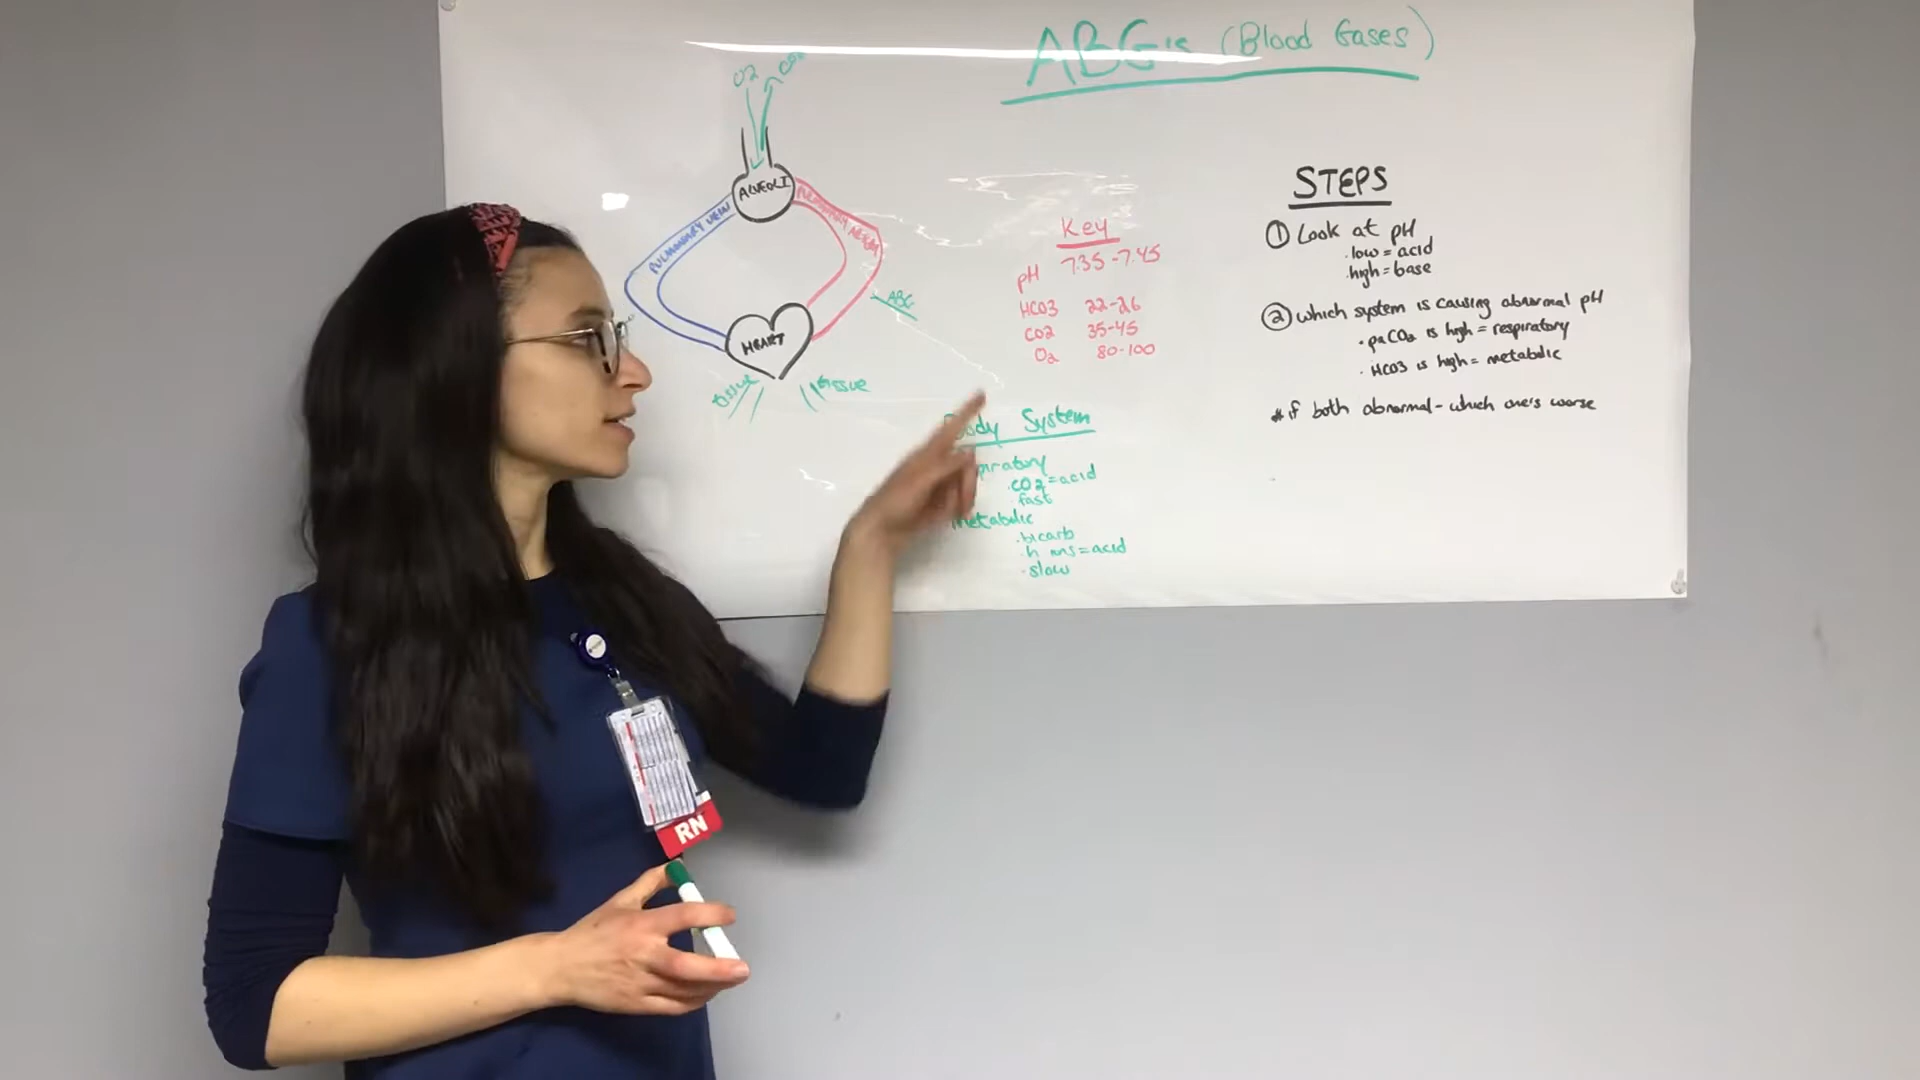 ABG's (Blood Gases)
O2
CO2
ALVEOLI
PULMONARY VEIN
PULMONARY
ABG
HEART
tissue
tissue
Key
pH 7.35-7.45
HCO3 22-26
CO2 35-45
O2 80-100
Body System
piratory
.CO2=acid
fast
metabolic
.bicarb
.h ions=acid
.slow
STEPS
① Look at pH
.low=acid
.high=base
② which system is causing abnormal pH
.paCO2 is high=respiratory
.HCO3 is high=metabolic
*if both abnormal-which one's worse
RN